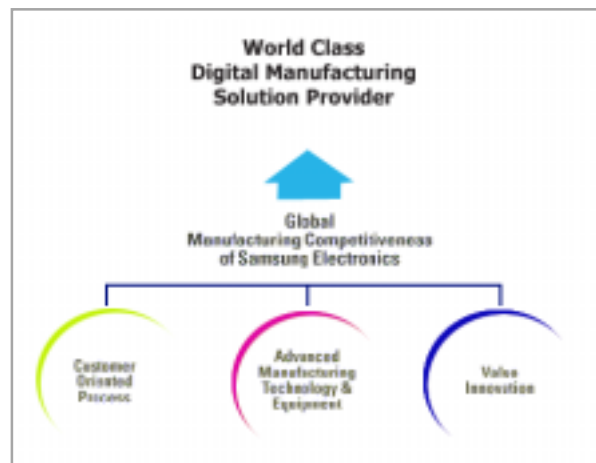 World Class
Digital Manufacturing
Solution Provider
Global
Manufacturing Competitiveness
of Samsung Electronics
Customer
Oriented
Process
Advanced
Manufacturing
Technology &
Equipment
Value
Innovation